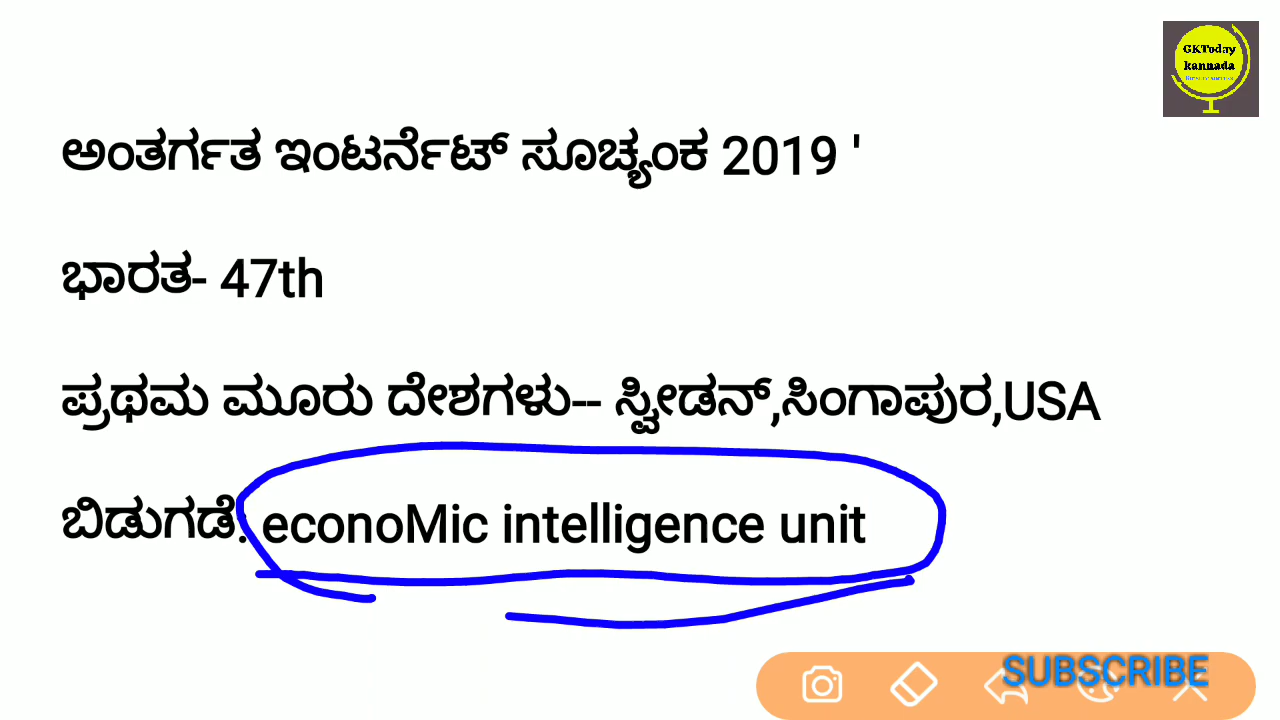 GKToday
kannada
ಅಂತರ್ಗತ ಇಂಟರ್ನೆಟ್ ಸೂಚ್ಯಂಕ 2019 '
ಭಾರತ- 47th
ಪ್ರಥಮ ಮೂರು ದೇಶಗಳು-- ಸ್ವೀಡನ್,ಸಿಂಗಾಪುರ,USA
ಬಿಡುಗಡೆ: econoMic intelligence unit
SUBSCRIBE